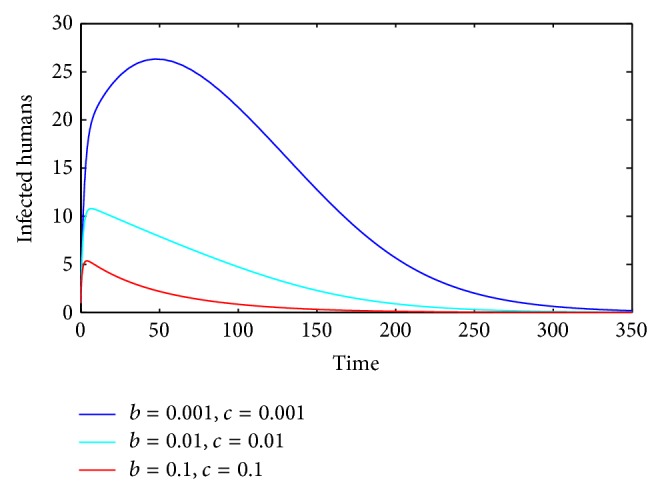 30
25
20
15
10
5
0
Infected humans
0 50 100 150 200 250 300 350
Time
b = 0.001, c = 0.001
b = 0.01, c = 0.01
b = 0.1, c = 0.1